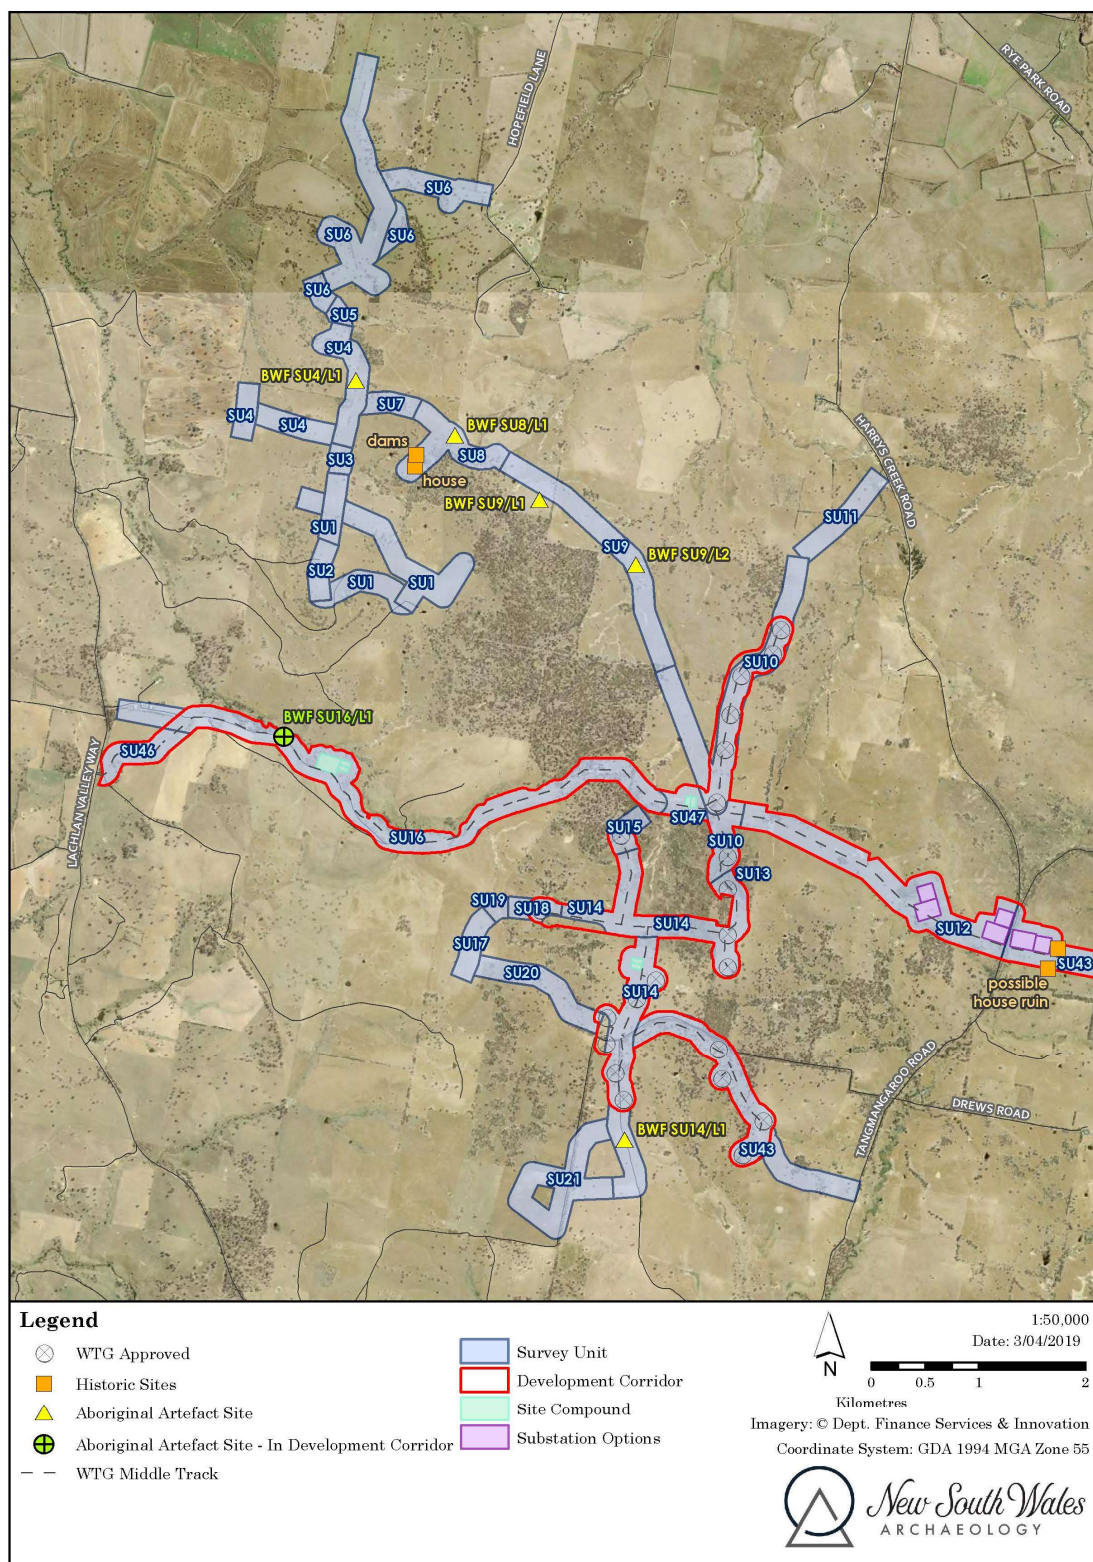 RYE PARK ROAD
HOPEFIELD LANE
SU6
SU6
SU6
SU6
SU5
SU4
BWF SU4/L1
SU7
SU4
SU4
BWF SU8/L1
dams
SU8
SU3
house
HARRYS CREEK ROAD
BWF SU9/L1
SU11
SU1
SU9
BWF SU9/L2
SU2
SU1
SU1
SU10
BWF SU16/L1
SU46
LACHLAN VALLEY WAY
SU16
SU47
SU15
SU10
SU13
SU19
SU18
SU14
SU14
SU12
SU17
SU20
SU43
possible
house ruin
SU14
TANGMANGAROO ROAD
DREWS ROAD
BWF SU14/L1
SU43
SU21
Legend
WTG Approved
Historic Sites
Aboriginal Artefact Site
Aboriginal Artefact Site - In Development Corridor
WTG Middle Track
Survey Unit
Development Corridor
Site Compound
Substation Options
N
1:50,000
Date: 3/04/2019
0 0.5 1 2
Kilometres
Imagery: © Dept. Finance Services & Innovation
Coordinate System: GDA 1994 MGA Zone 55
New South Wales
ARCHAEOLOGY